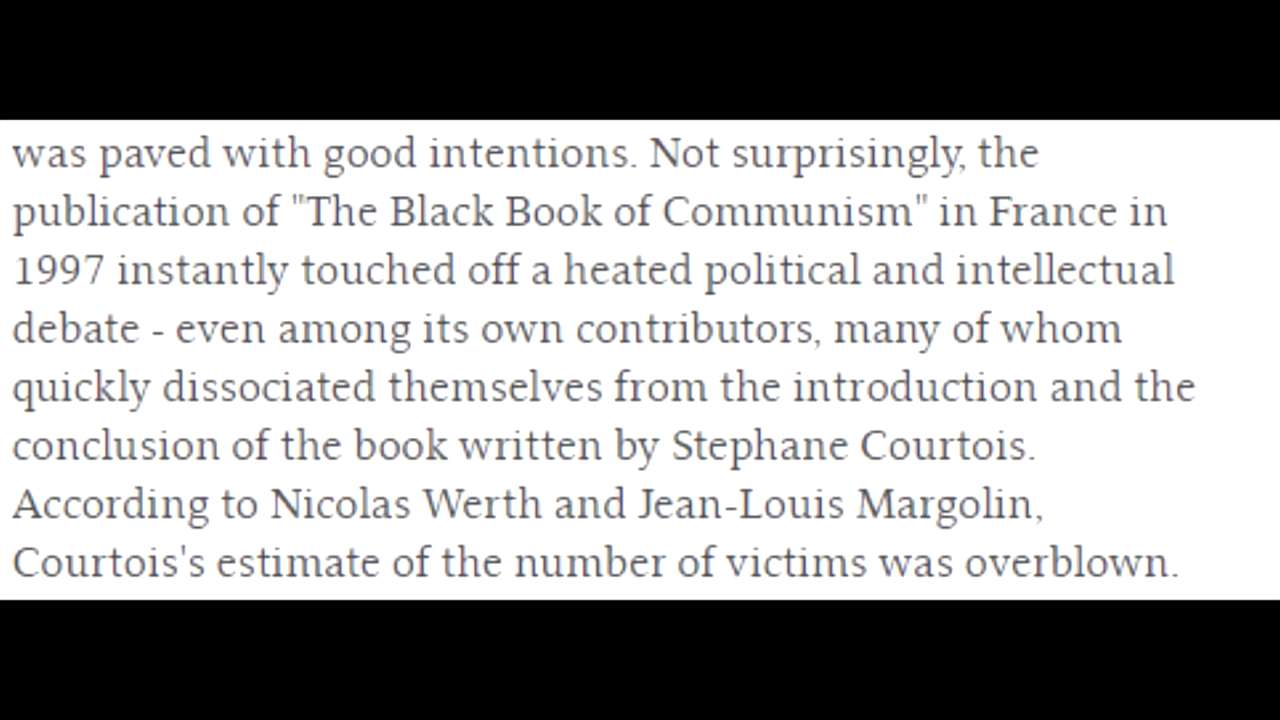 was paved with good intentions. Not surprisingly, the
publication of "The Black Book of Communism" in France in
1997 instantly touched off a heated political and intellectual
debate - even among its own contributors, many of whom
quickly dissociated themselves from the introduction and the
conclusion of the book written by Stephane Courtois.
According to Nicolas Werth and Jean-Louis Margolin,
Courtois's estimate of the number of victims was overblown.